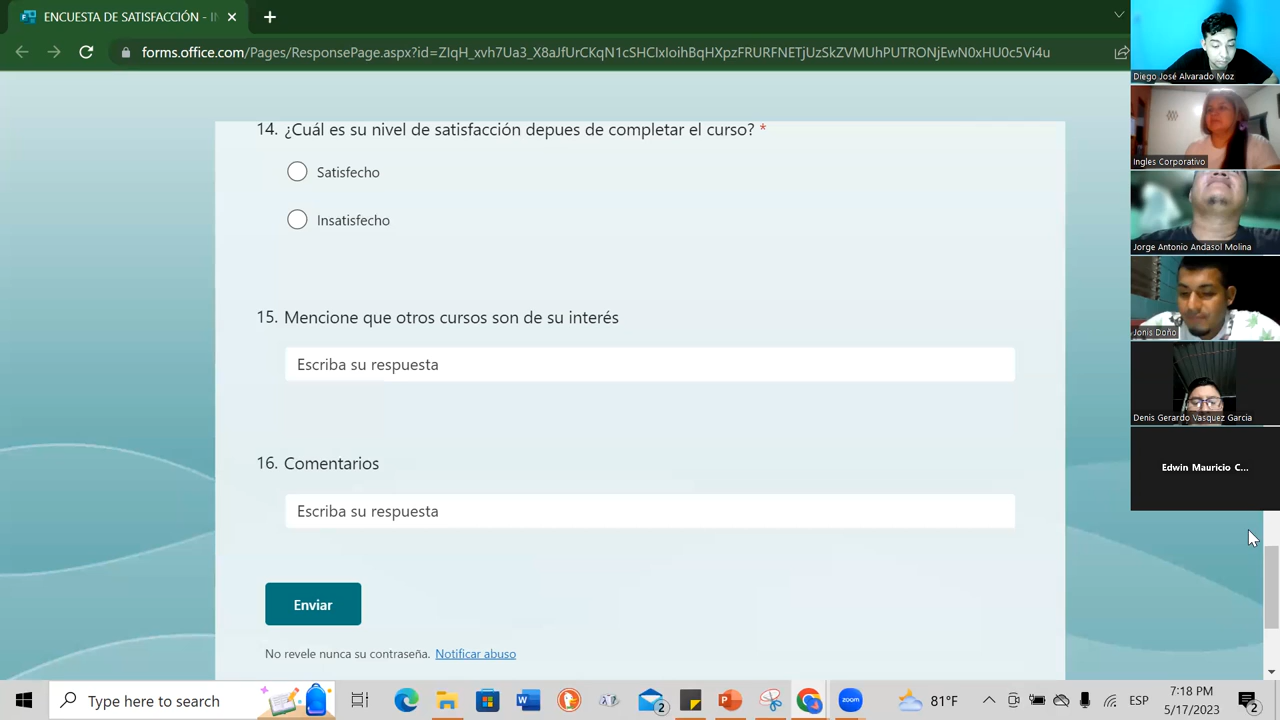 ENCUESTA DE SATISFACCIÓN - IN
forms.office.com/Pages/ResponsePage.aspx?id=
Diego José Alvarado Moz
14. ¿Cuál es su nivel de satisfacción depues de completar el curso? *
Satisfecho
Insatisfecho
Ingles Corporativo
Jorge Antonio Andasol Molina
15. Mencione que otros cursos son de su interés
Escriba su respuesta
Jonis Doño
Denis Gerardo Vasquez Garcia
16. Comentarios
Escriba su respuesta
Edwin Mauricio C...
Enviar
No revele nunca su contraseña. Notificar abuso
Type here to search
2
zoom
81°F
ESP
7:18 PM
5/17/2023
2